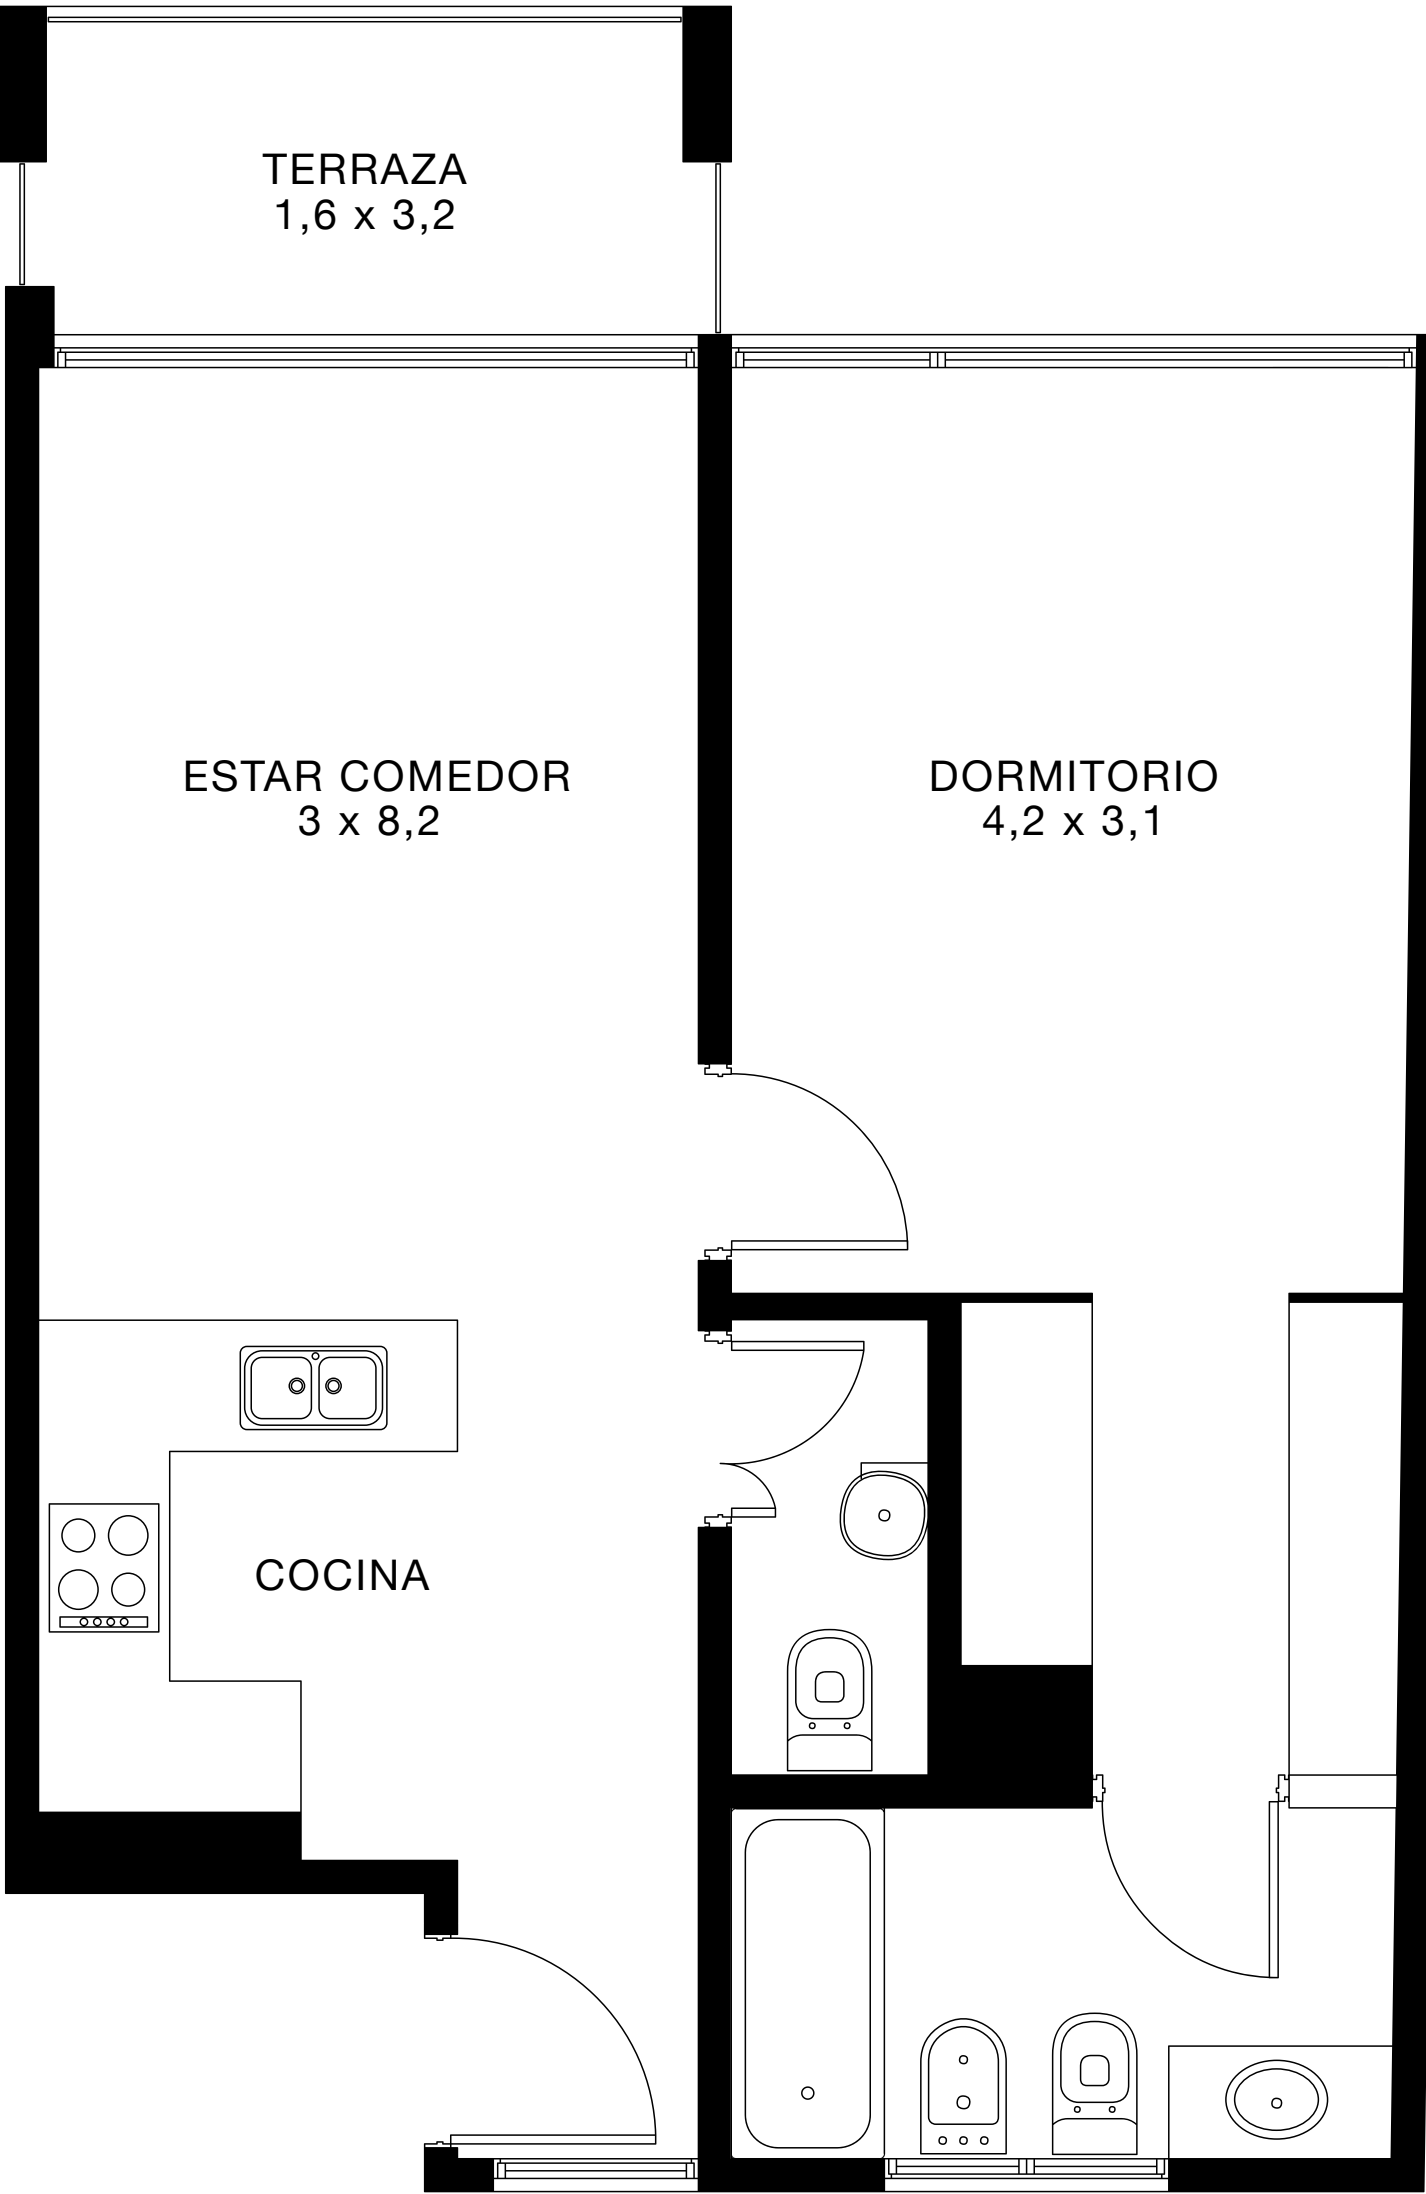 TERRAZA
1,6 x 3,2
ESTAR COMEDOR
3 x 8,2
DORMITORIO
4,2 x 3,1
COCINA